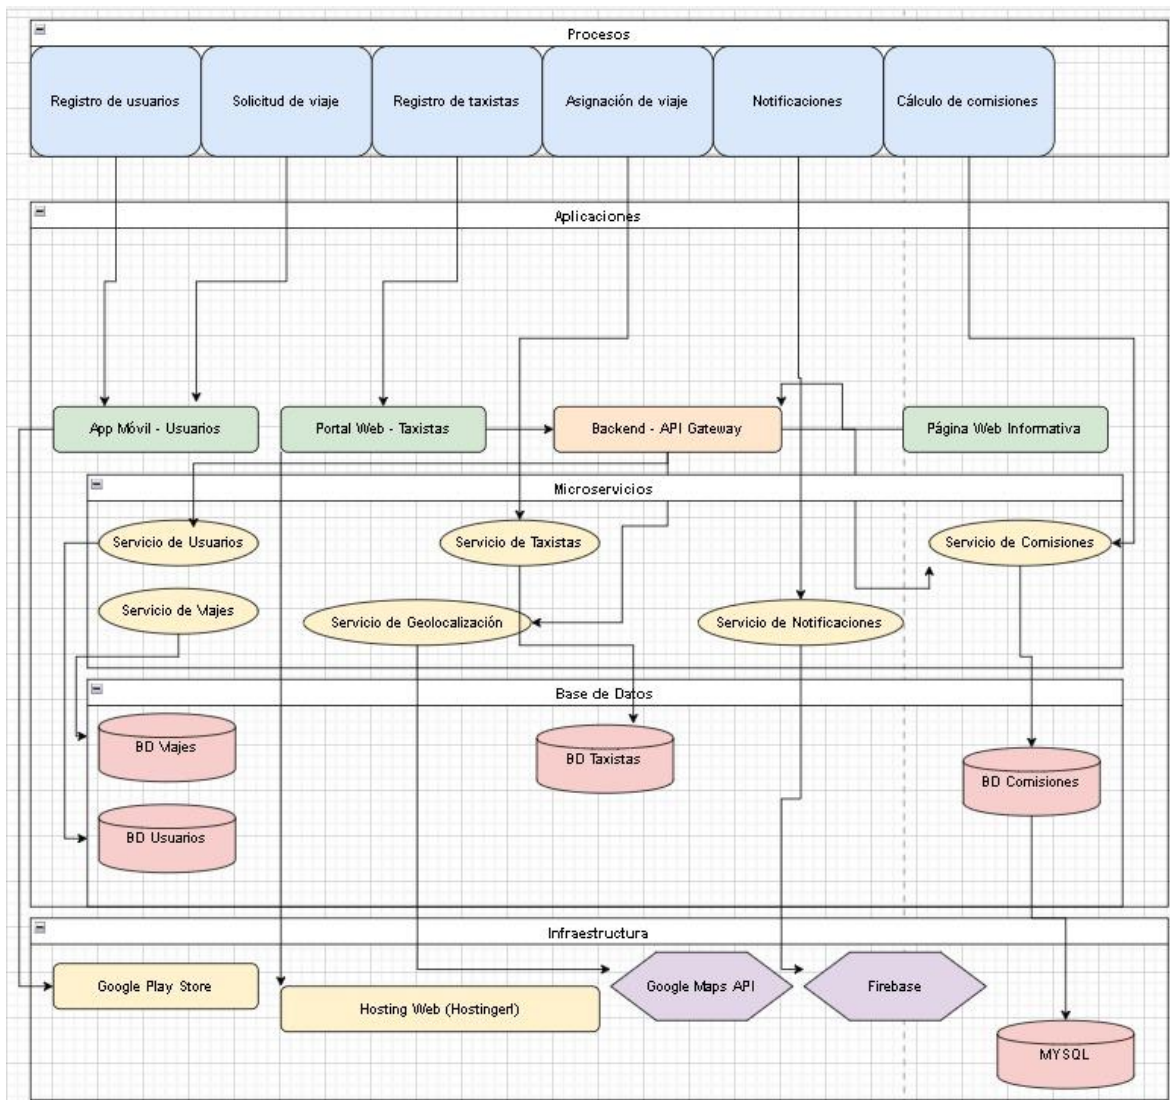 Procesos
Registro de usuarios
Solicitud de viaje
Registro de taxistas
Asignación de viaje
Notificaciones
Cálculo de comisiones
Aplicaciones
App Móvil - Usuarios
Portal Web - Taxistas
Backend - API Gateway
Página Web Informativa
Microservicios
Servicio de Usuarios
Servicio de Taxistas
Servicio de Comisiones
Servicio de Viajes
Servicio de Geolocalización
Servicio de Notificaciones
Base de Datos
BD Viajes
BD Taxistas
BD Comisiones
BD Usuarios
Infraestructura
Google Play Store
Hosting Web (Hostingerf)
Google Maps API
Firebase
MYSQL